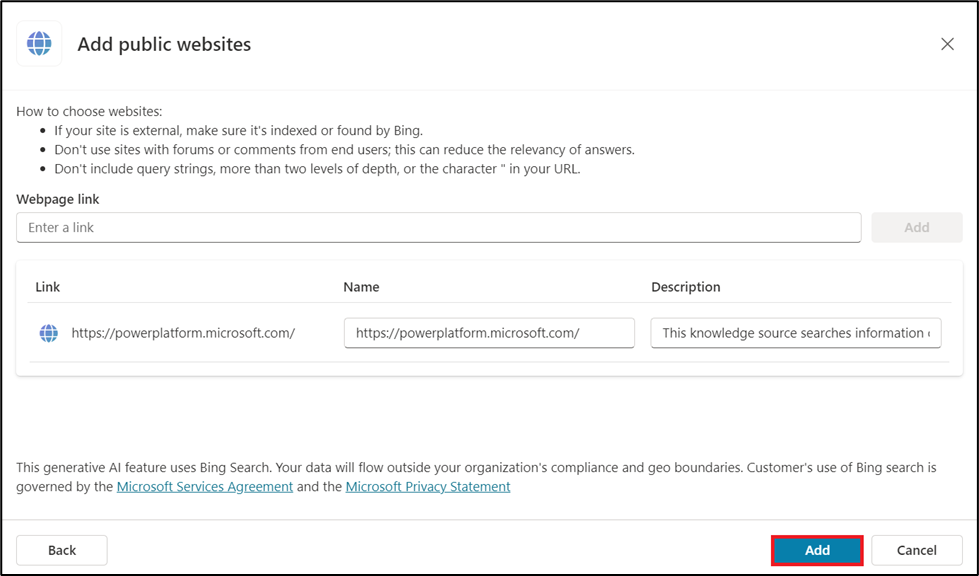 Add public websites
How to choose websites:
If your site is external, make sure it's indexed or found by Bing.
Don't use sites with forums or comments from end users; this can reduce the relevancy of answers.
Don't include query strings, more than two levels of depth, or the character " in your URL.
Webpage link
Enter a link
Add
Link Name Description
https://powerplatform.microsoft.com/ https://powerplatform.microsoft.com/ This knowledge source searches information
This generative AI feature uses Bing Search. Your data will flow outside your organization's compliance and geo boundaries. Customer's use of Bing search is
governed by the Microsoft Services Agreement and the Microsoft Privacy Statement
Back Add Cancel